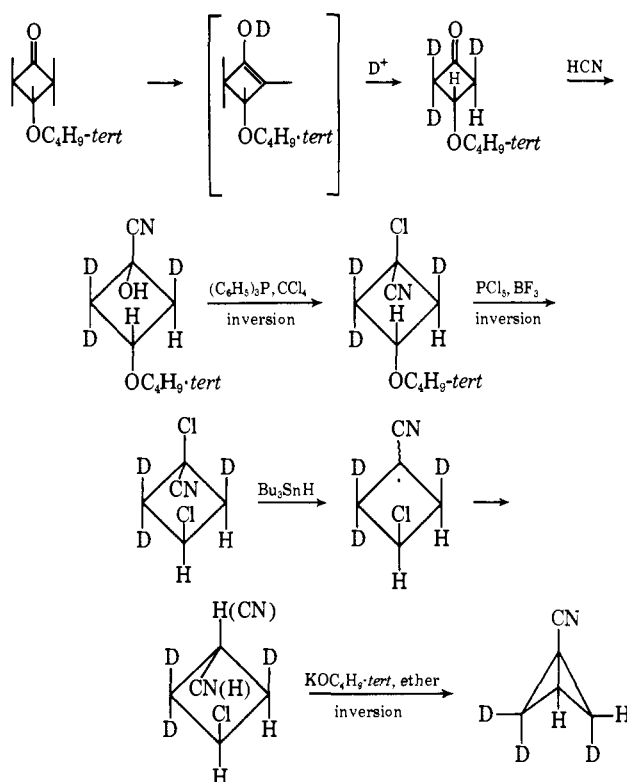 O
OC₄H₉-tert
OD
OC₄H₉·tert
D⁺
O
D D
H
D H
OC₄H₉-tert
HCN
CN
D D
OH
H
D H
OC₄H₉·tert
(C₆H₅)₃P, CCl₄
inversion
Cl
D D
CN
H
D H
OC₄H₉-tert
PCl₅, BF₃
inversion
Cl
D D
CN
Cl
D H
H
Bu₃SnH
CN
D D
·
Cl
D H
H
H(CN)
D D
CN(H)
Cl
D H
H
KOC₄H₉·tert, ether
inversion
CN
D H H
D D